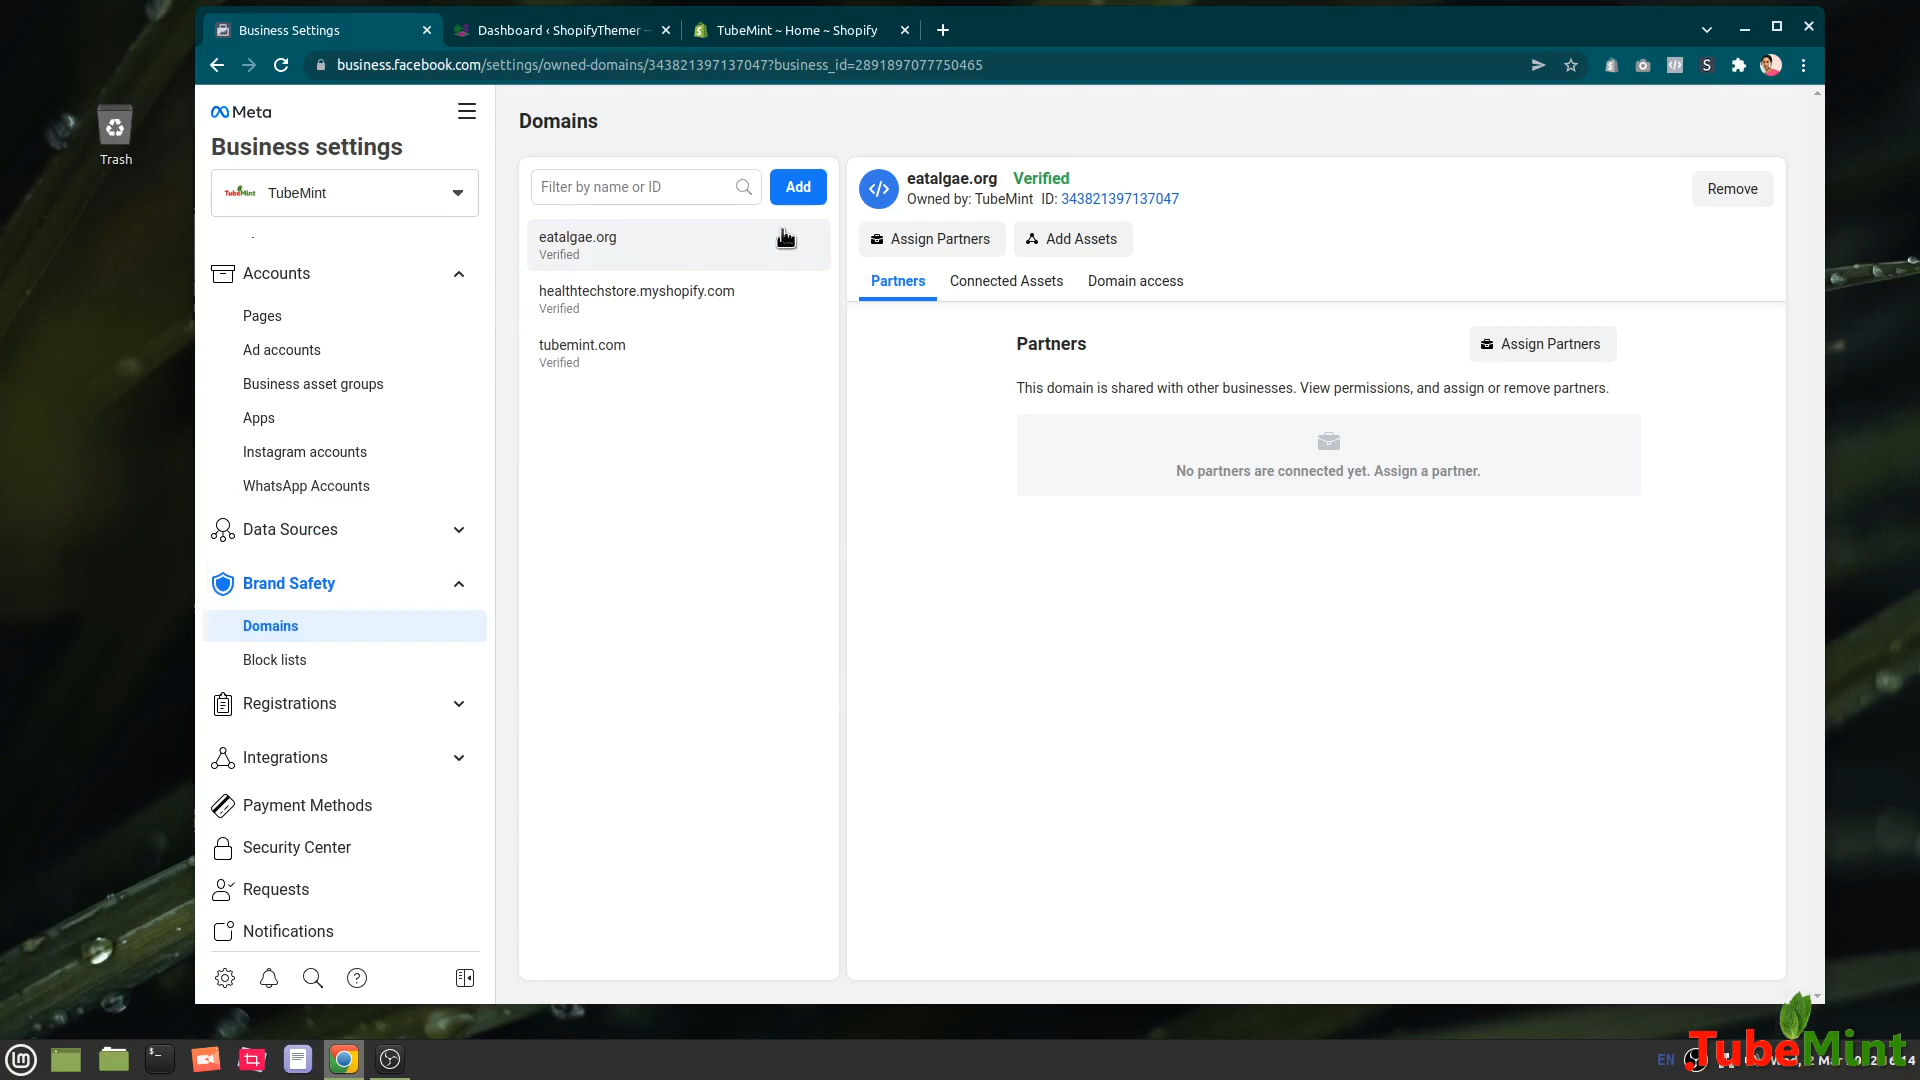 Trash
Business Settings
Dashboard ‹ ShopifyThemer –
TubeMint ~ Home ~ Shopify
business.facebook.com/settings/owned-domains/343821397137047?business_id=2891897077750465
Meta
Business settings
TubeMint
TubeMint
Accounts
Pages
Ad accounts
Business asset groups
Apps
Instagram accounts
WhatsApp Accounts
Data Sources
Brand Safety
Domains
Block lists
Registrations
Integrations
Payment Methods
Security Center
Requests
Notifications
Domains
Filter by name or ID
Add
eatalgae.org
Verified
healthtechstore.myshopify.com
Verified
tubemint.com
Verified
eatalgae.org Verified
Owned by: TubeMint ID: 343821397137047
Remove
Assign Partners
Add Assets
Partners
Connected Assets
Domain access
Partners
Assign Partners
This domain is shared with other businesses. View permissions, and assign or remove partners.
No partners are connected yet. Assign a partner.
EN
TubeMint